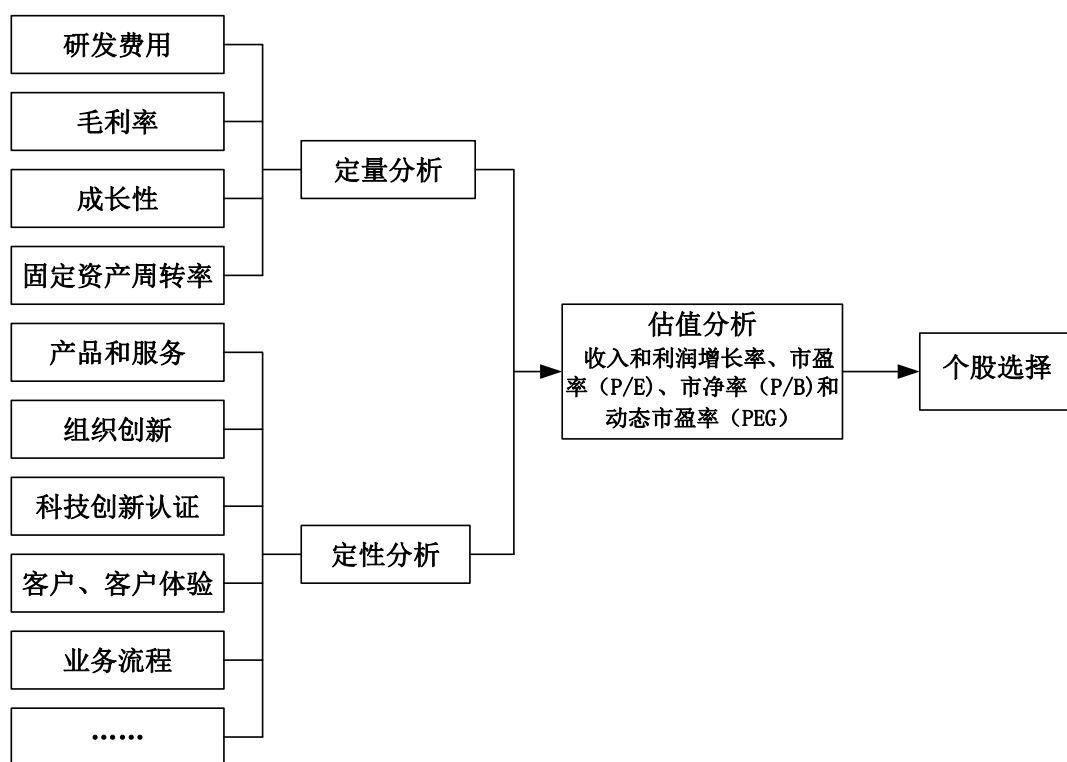 研发费用
毛利率
成长性
固定资产周转率
产品和服务
组织创新
科技创新认证
客户、客户体验
业务流程
……
定量分析
定性分析
估值分析
收入和利润增长率、市盈
率（P/E）、市净率（P/B)和
动态市盈率（PEG）
个股选择